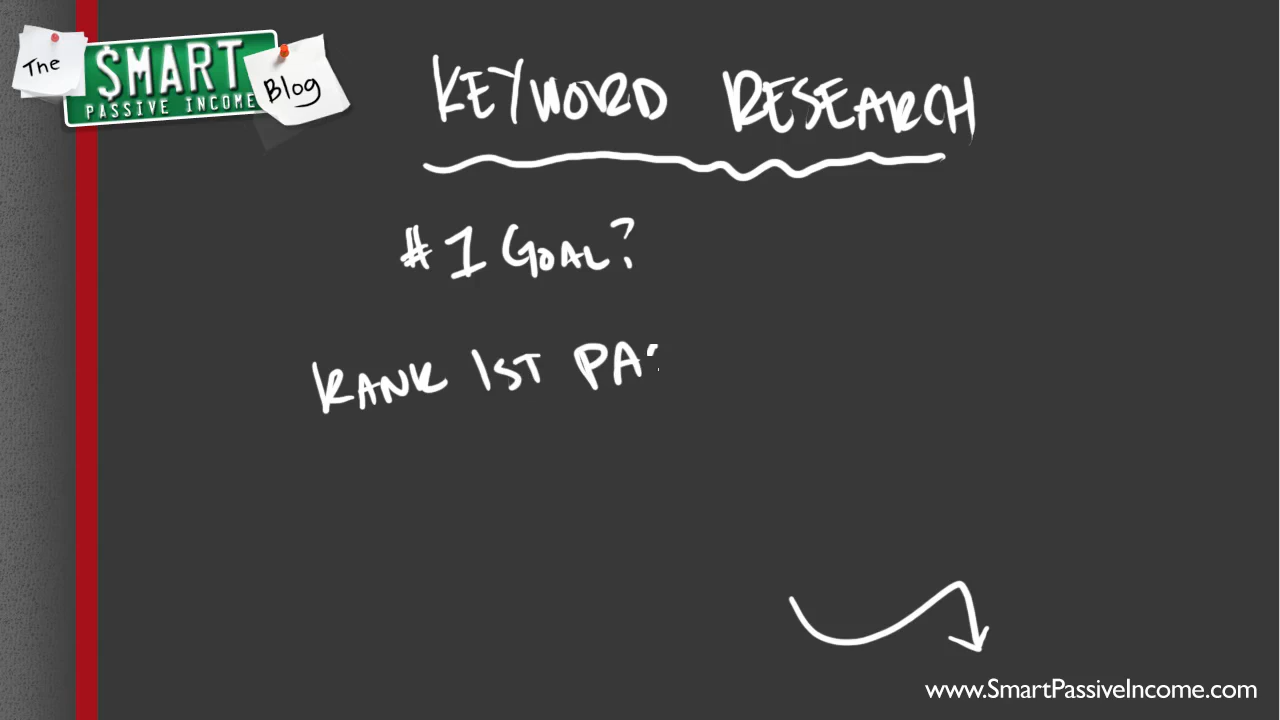 The $MART Blog
PASSIVE INCOME
KEYWORD RESEARCH
#1 GOAL?
RANK 1ST PA
www.SmartPassiveIncome.com